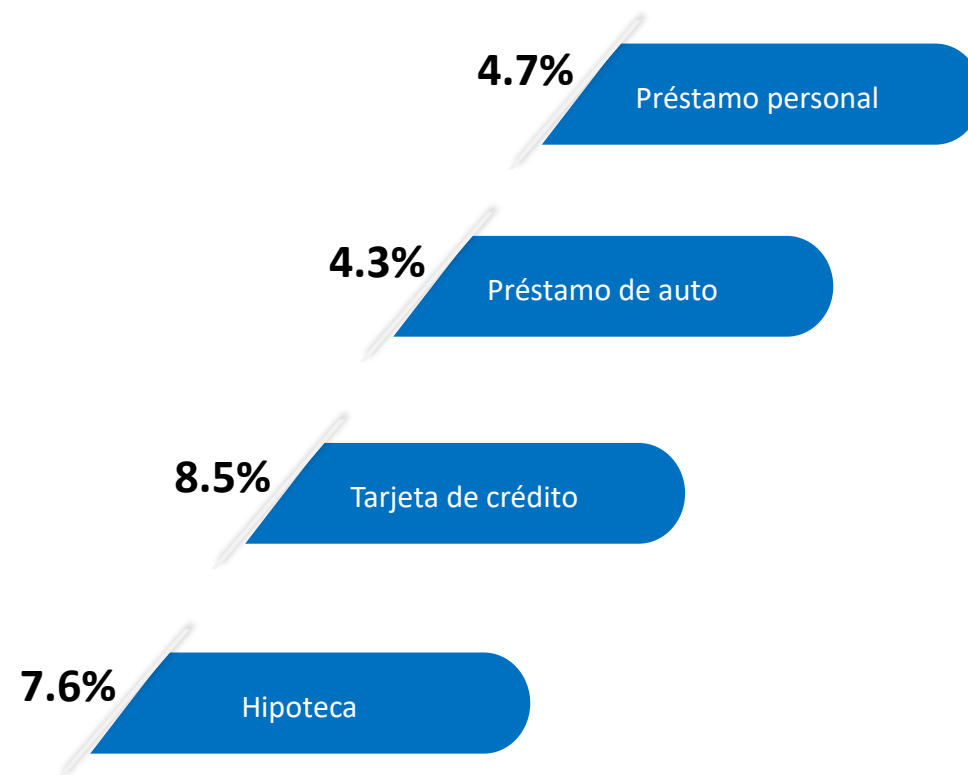 4.7%
Préstamo personal
4.3%
Préstamo de auto
8.5%
Tarjeta de crédito
7.6%
Hipoteca